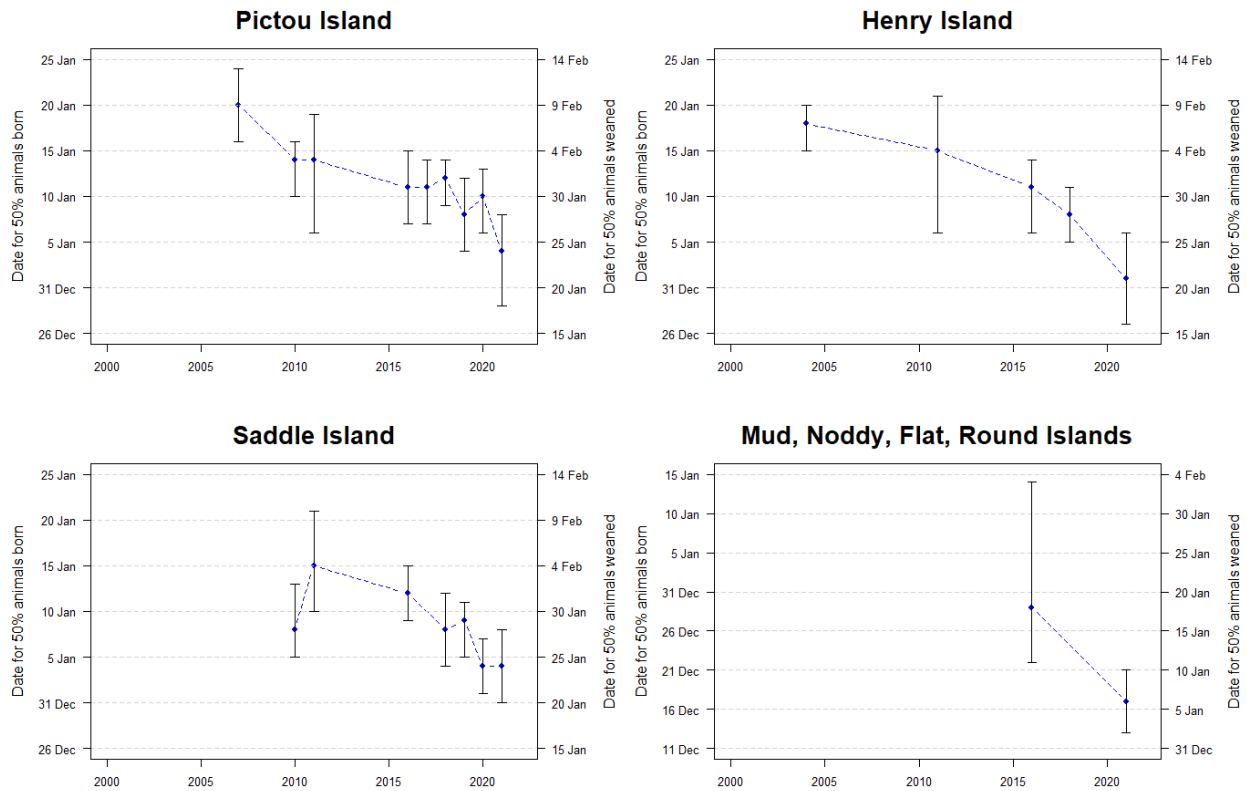 Pictou Island
Date for 50% animals born
25 Jan
20 Jan
15 Jan
10 Jan
5 Jan
31 Dec
26 Dec
14 Feb
9 Feb
4 Feb
30 Jan
25 Jan
20 Jan
15 Jan
Date for 50% animals weaned
2000 2005 2010 2015 2020
Henry Island
Date for 50% animals born
25 Jan
20 Jan
15 Jan
10 Jan
5 Jan
31 Dec
26 Dec
14 Feb
9 Feb
4 Feb
30 Jan
25 Jan
20 Jan
15 Jan
Date for 50% animals weaned
2000 2005 2010 2015 2020
Saddle Island
Date for 50% animals born
25 Jan
20 Jan
15 Jan
10 Jan
5 Jan
31 Dec
26 Dec
14 Feb
9 Feb
4 Feb
30 Jan
25 Jan
20 Jan
15 Jan
Date for 50% animals weaned
2000 2005 2010 2015 2020
Mud, Noddy, Flat, Round Islands
Date for 50% animals born
15 Jan
10 Jan
5 Jan
31 Dec
26 Dec
21 Dec
16 Dec
11 Dec
4 Feb
30 Jan
25 Jan
20 Jan
15 Jan
10 Jan
5 Jan
31 Dec
Date for 50% animals weaned
2000 2005 2010 2015 2020